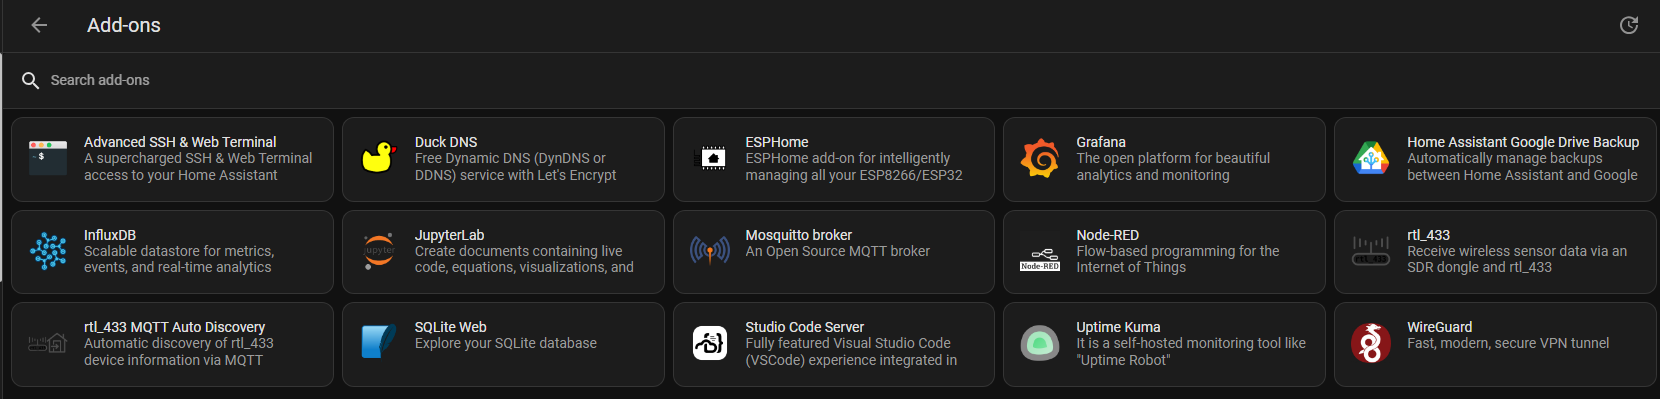 Add-ons
Search add-ons
Advanced SSH & Web Terminal
A supercharged SSH & Web Terminal
access to your Home Assistant
Duck DNS
Free Dynamic DNS (DynDNS or
DDNS) service with Let's Encrypt
ESPHome
ESPHome add-on for intelligently
managing all your ESP8266/ESP32
Grafana
The open platform for beautiful
analytics and monitoring
Home Assistant Google Drive Backup
Automatically manage backups
between Home Assistant and Google
InfluxDB
Scalable datastore for metrics,
events, and real-time analytics
jupyter
JupyterLab
Create documents containing live
code, equations, visualizations, and
Mosquitto broker
An Open Source MQTT broker
Node-RED
Node-RED
Flow-based programming for the
Internet of Things
rtl_433
Receive wireless sensor data via an
SDR dongle and rtl_433
rtl_433 MQTT Auto Discovery
Automatic discovery of rtl_433
device information via MQTT
SQLite Web
Explore your SQLite database
Studio Code Server
Fully featured Visual Studio Code
(VSCode) experience integrated in
Uptime Kuma
It is a self-hosted monitoring tool like
"Uptime Robot"
WireGuard
Fast, modern, secure VPN tunnel